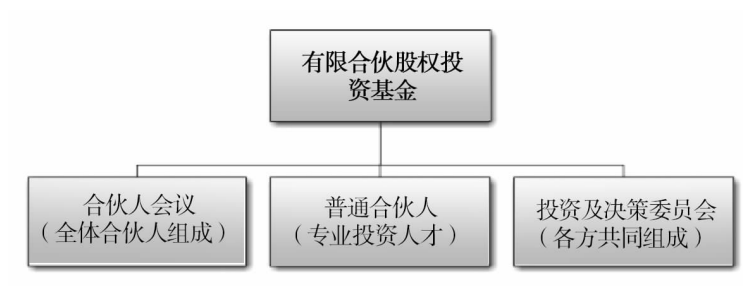 有限合伙股权投
资基金
合伙人会议
（全体合伙人组成）
普通合伙人
（专业投资人才）
投资及决策委员会
（各方共同组成）